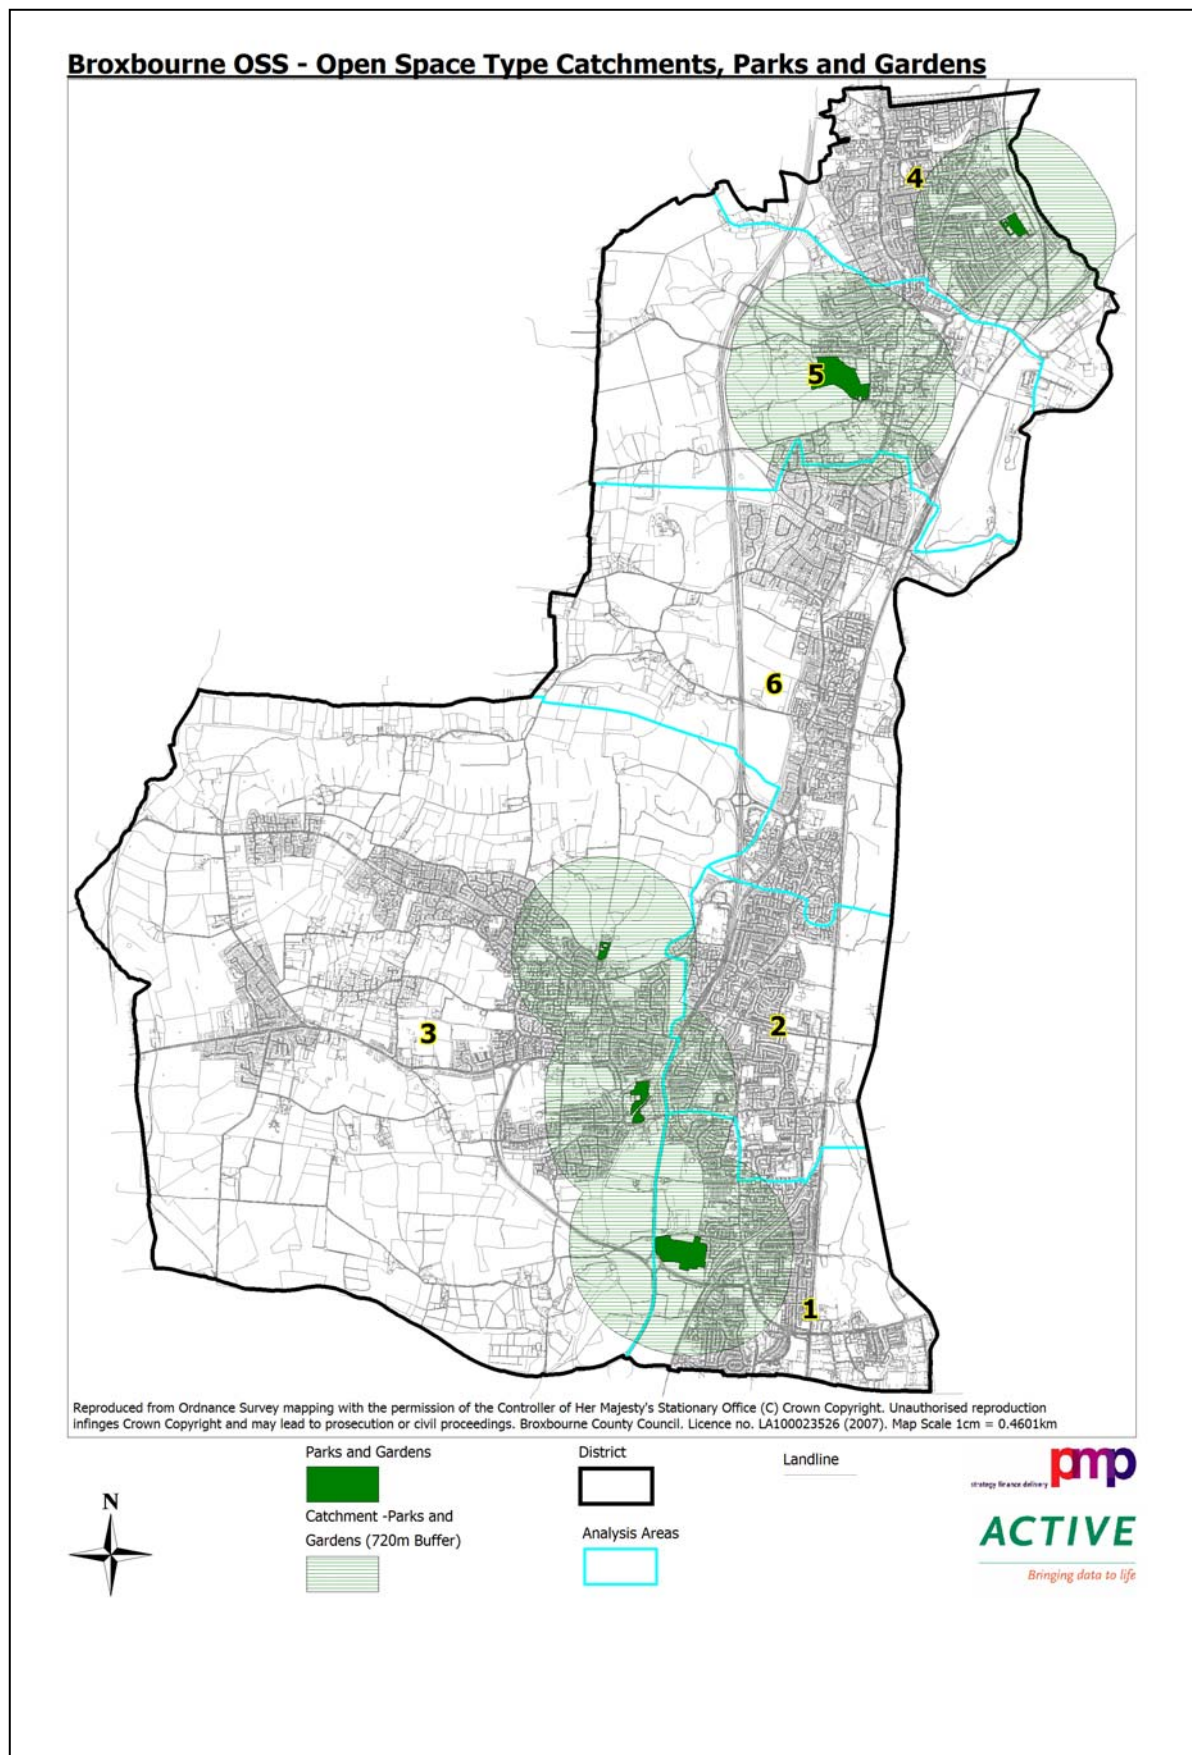 Broxbourne OSS - Open Space Type Catchments, Parks and Gardens
4
5
6
3
2
1
Reproduced from Ordnance Survey mapping with the permission of the Controller of Her Majesty's Stationary Office (C) Crown Copyright. Unauthorised reproduction
infinges Crown Copyright and may lead to prosecution or civil proceedings. Broxbourne County Council. Licence no. LA100023526 (2007). Map Scale 1cm = 0.4601km
Parks and Gardens
District
Landline
Catchment -Parks and
Gardens (720m Buffer)
Analysis Areas
N
pmp
strategy finance delivery
ACTIVE
Bringing data to life